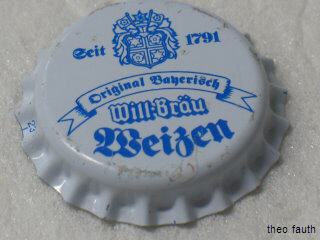 Seit 1791
Original Bayerisch
Will-Bräu
Weizen
theo fauth